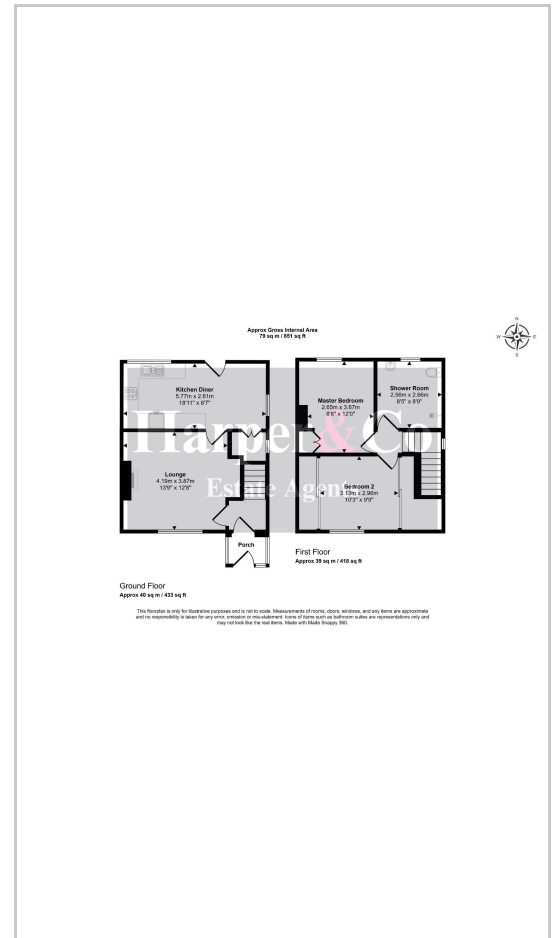 Approx Gross Internal Area
79 sq m / 851 sq ft
N
W
E
S
Kitchen Diner
5.77m x 2.61m
18'11" x 8'7"
Master Bedroom
2.65m x 3.67m
8'8" x 12'0"
Shower Room
2.56m x 2.66m
8'5" x 8'9"
Harper & Co
Estate Agents
Lounge
4.19m x 3.87m
13'9" x 12'8"
Bedroom 2
3.13m x 2.96m
10'3" x 9'9"
Porch
First Floor
Approx 39 sq m / 418 sq ft
Ground Floor
Approx 40 sq m / 433 sq ft
This floorplan is only for illustrative purposes and is not to scale. Measurements of rooms, doors, windows, and any items are approximate
and no responsibility is taken for any error, omission or mis-statement. Icons of items such as bathroom suites are representations only and
may not look like the real items. Made with Made Snappy 360.